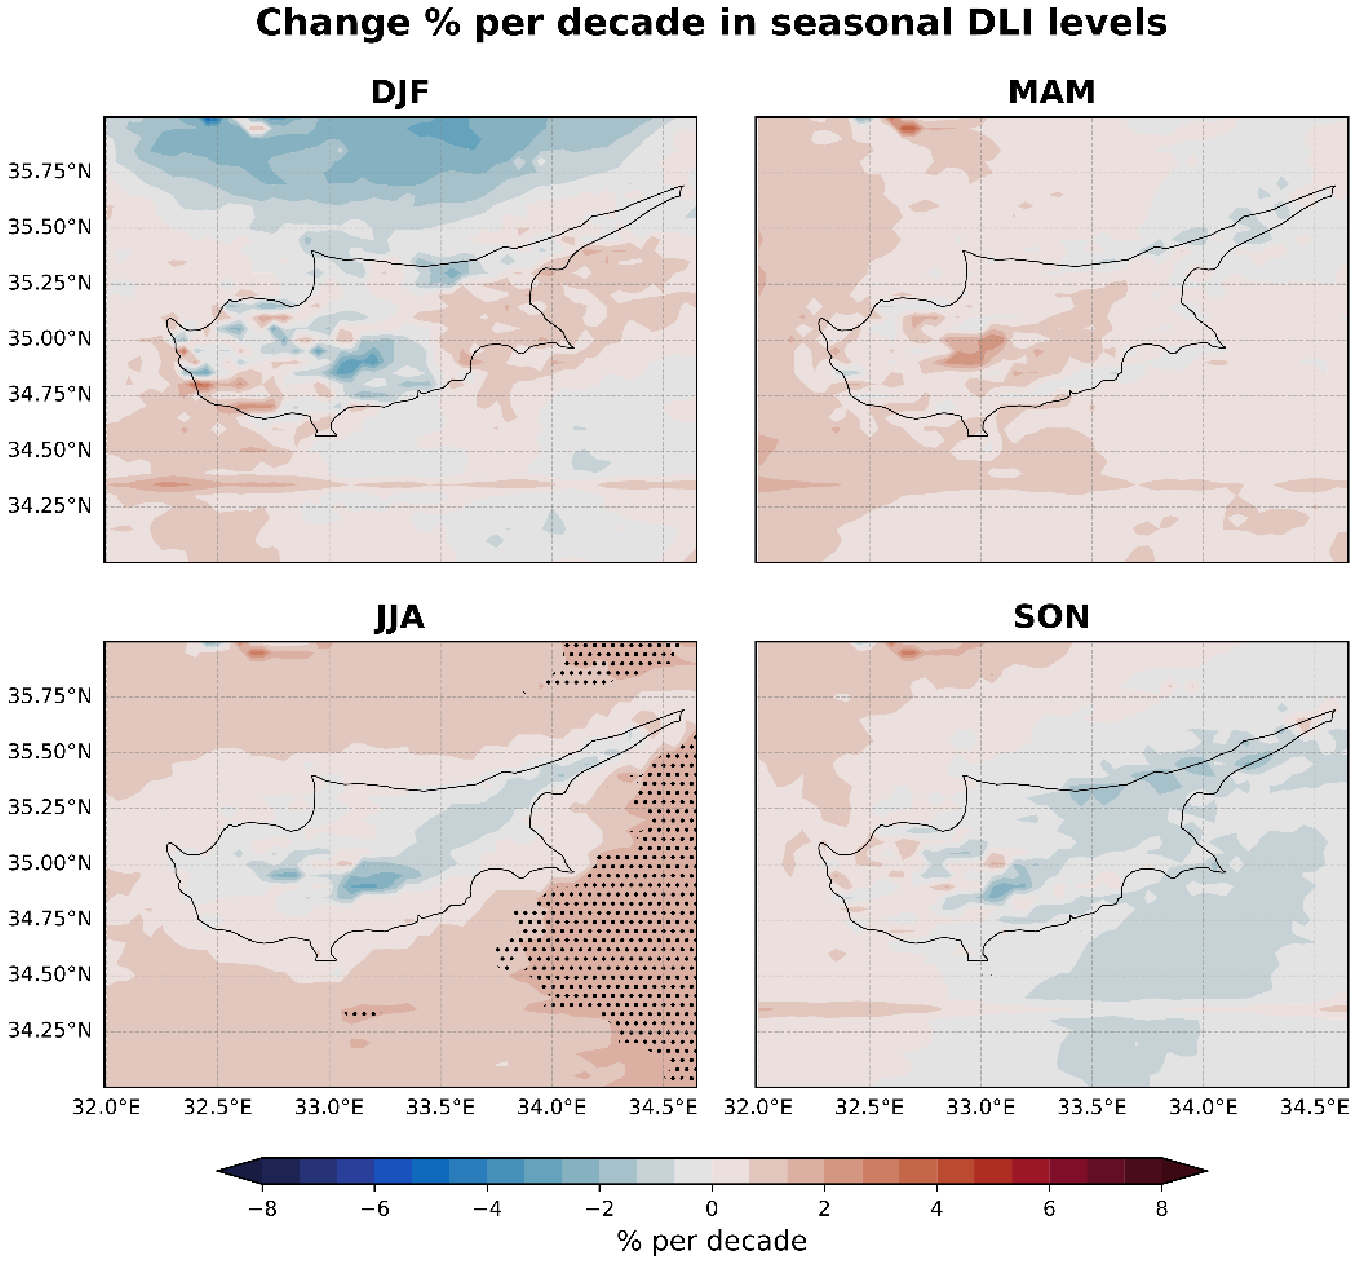 Change % per decade in seasonal DLI levels
DJF
MAM
35.75°N
35.50°N
35.25°N
35.00°N
34.75°N
34.50°N
34.25°N
JJA
SON
35.75°N
35.50°N
35.25°N
35.00°N
34.75°N
34.50°N
34.25°N
32.0°E 32.5°E 33.0°E 33.5°E 34.0°E 34.5°E 32.0°E 32.5°E 33.0°E 33.5°E 34.0°E 34.5°E
−8 −6 −4 −2 0 2 4 6 8
% per decade